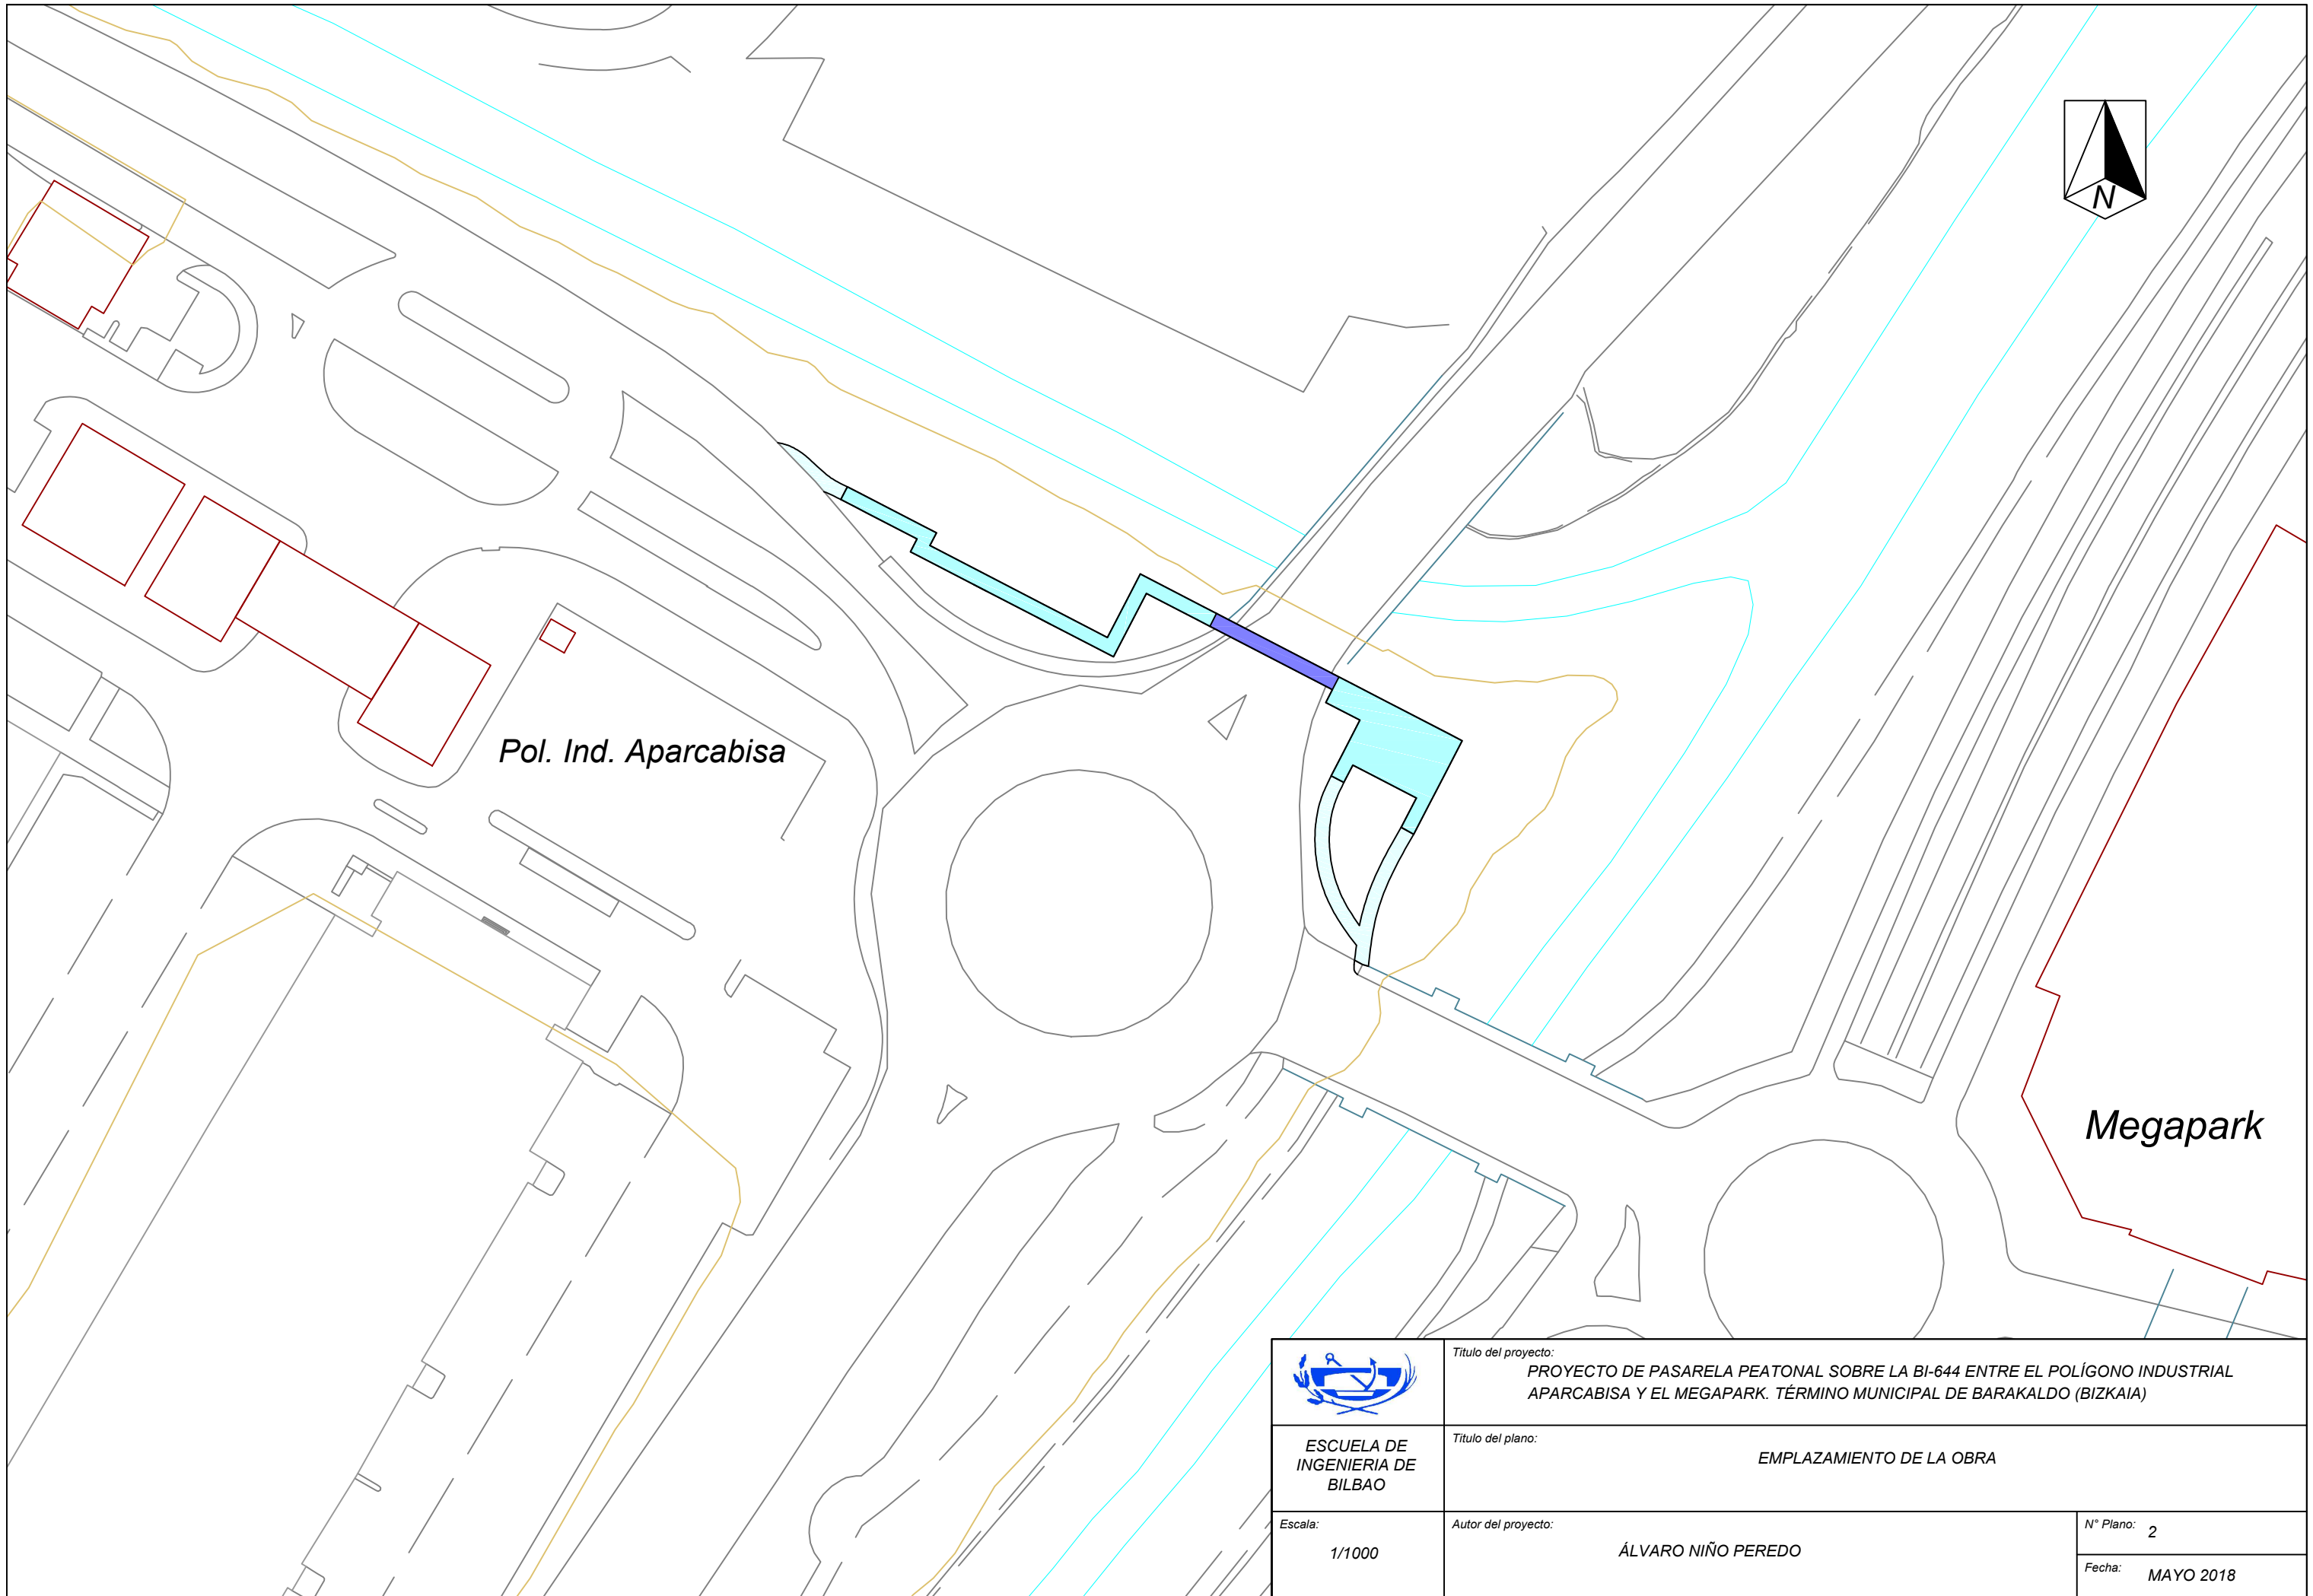 N
Pol. Ind. Aparcabisa
Megapark
Titulo del proyecto:
PROYECTO DE PASARELA PEATONAL SOBRE LA BI-644 ENTRE EL POLÍGONO INDUSTRIAL
APARCABISA Y EL MEGAPARK. TÉRMINO MUNICIPAL DE BARAKALDO (BIZKAIA)
ESCUELA DE
INGENIERIA DE
BILBAO
Titulo del plano:
EMPLAZAMIENTO DE LA OBRA
Escala:
1/1000
Autor del proyecto:
ÁLVARO NIÑO PEREDO
N° Plano: 2
Fecha: MAYO 2018